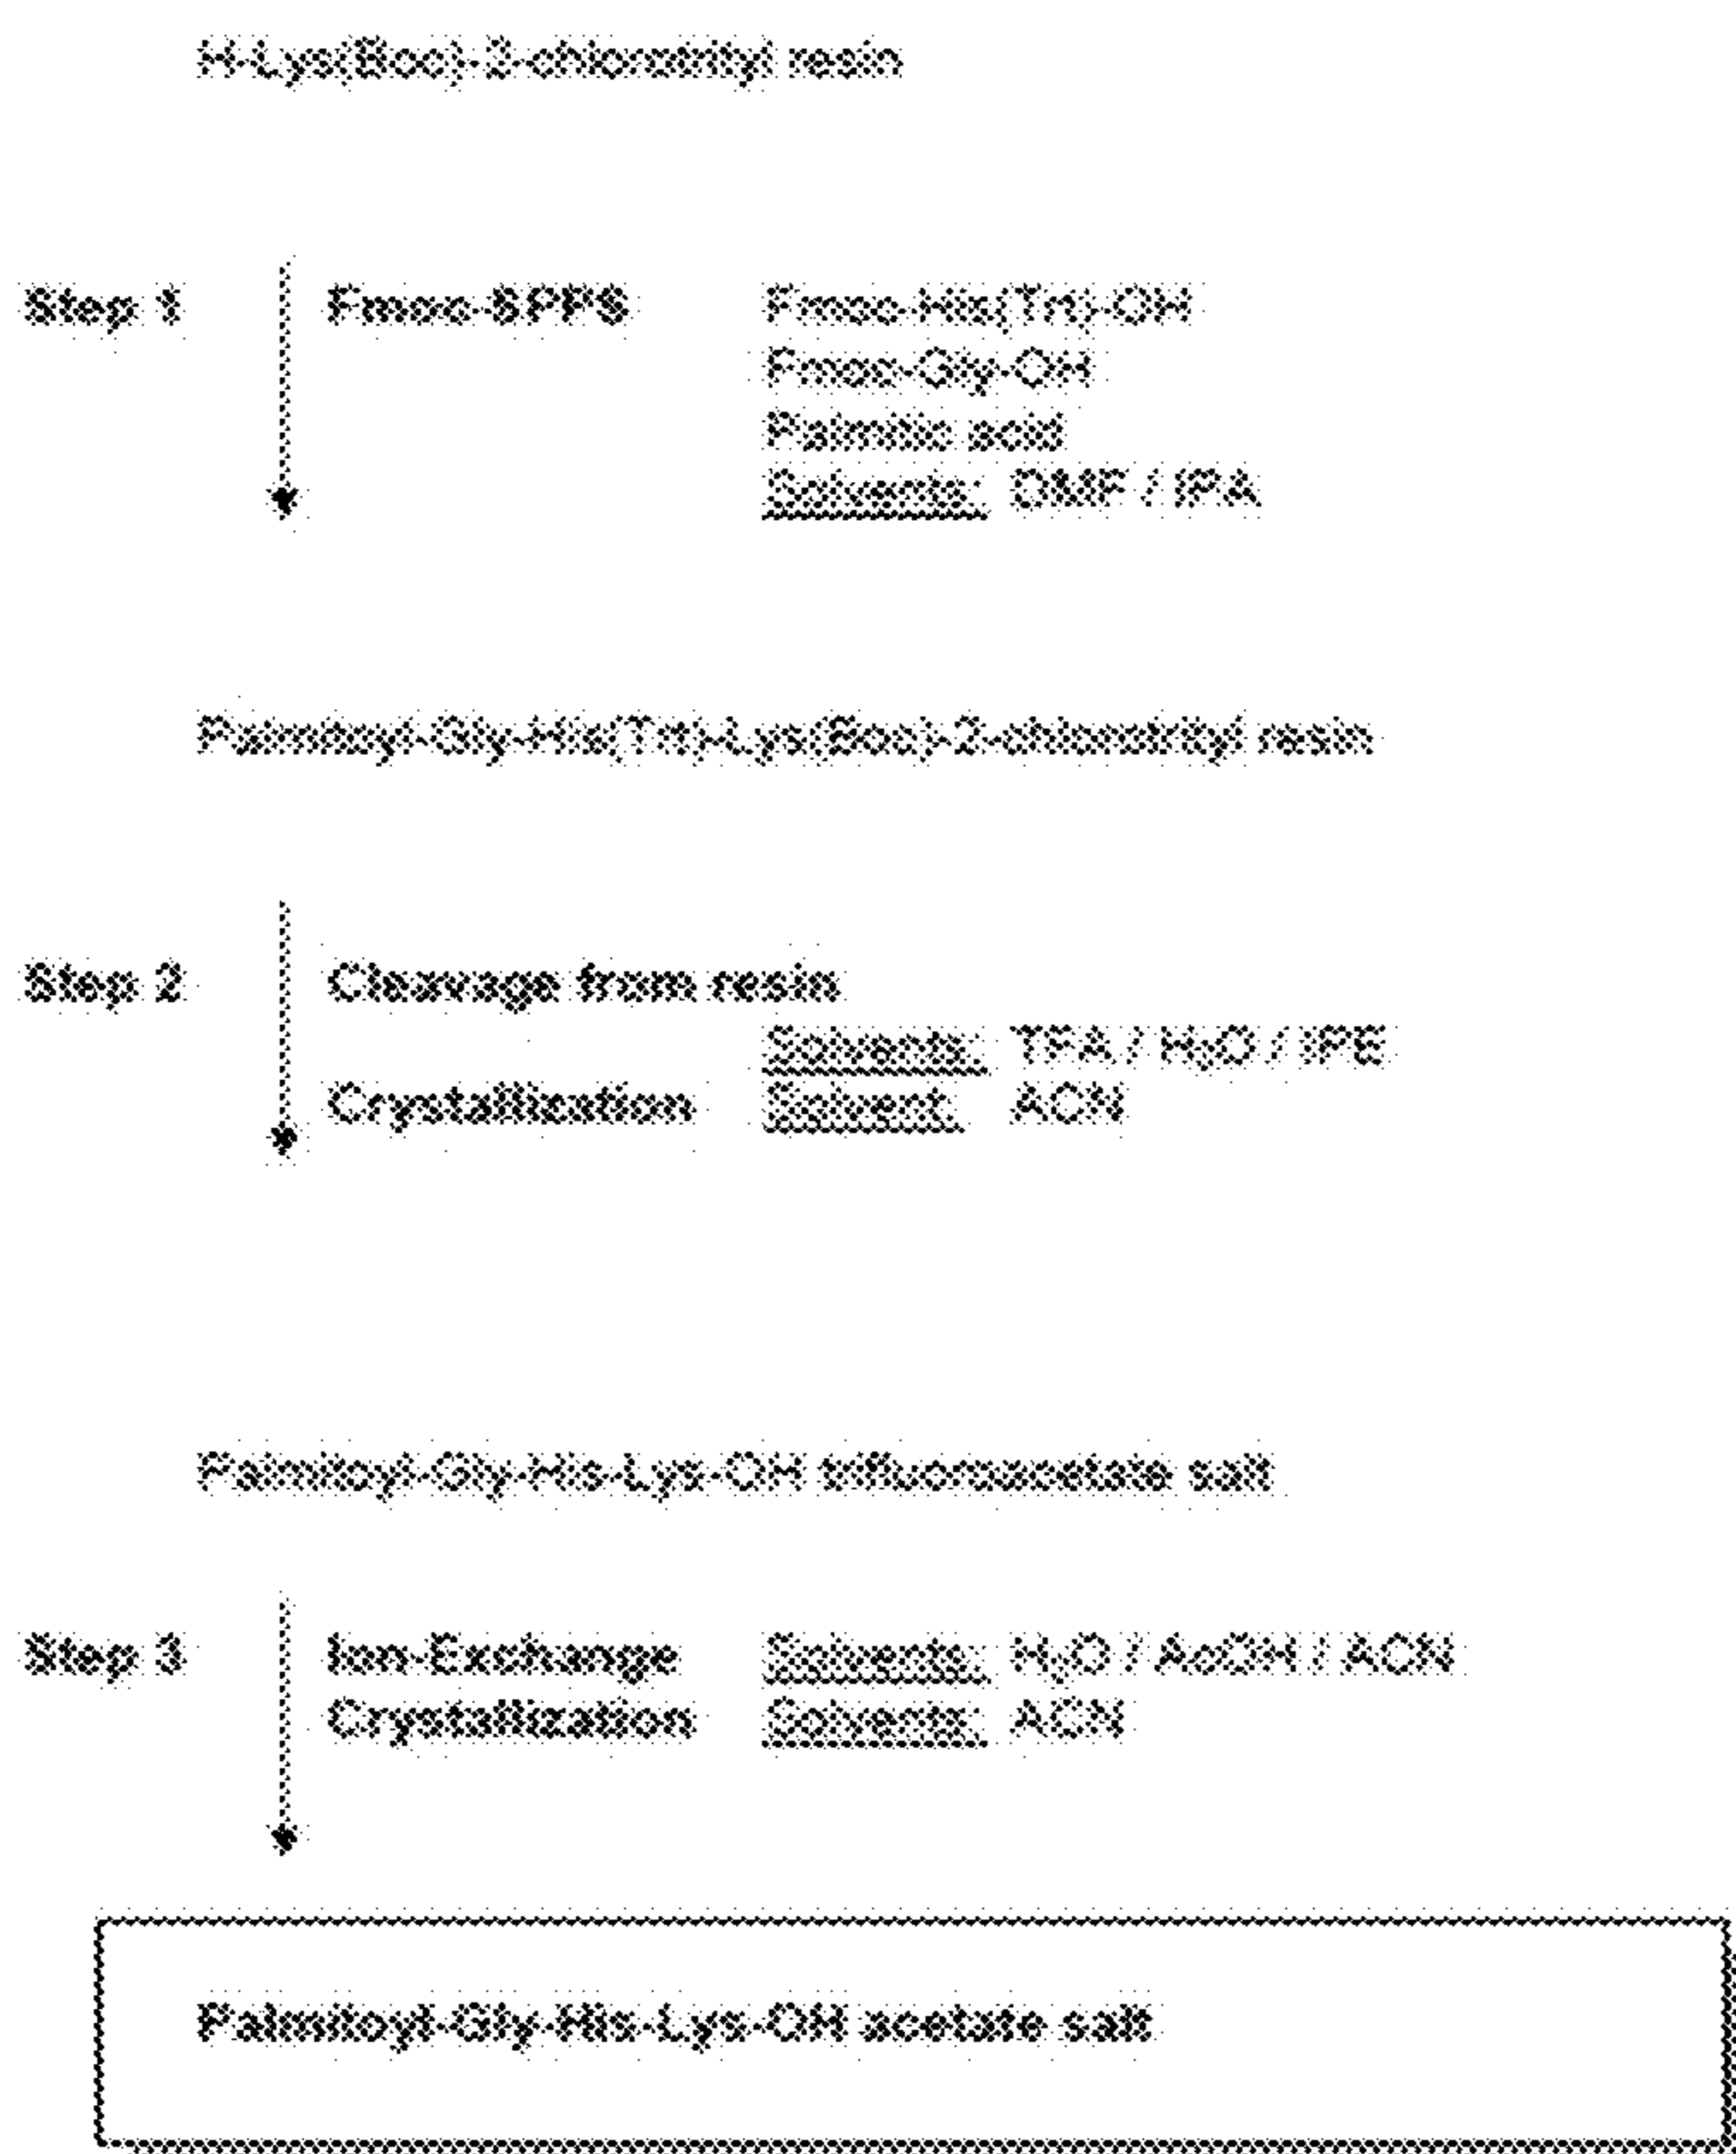 H-Lys(Boc)-2-chlorotrityl resin
Step 1 Fmoc-SPPS Fmoc-His(Trt)-OH
Fmoc-Gly-OH
Palmitic acid
Solvents: DMF / IPA
Palmitoyl-Gly-His(Trt)-Lys(Boc)-2-chlorotrityl resin
Step 2 Cleavage from resin
Solvents: TFA / H₂O / IPE
Crystallization Solvent: ACN
Palmitoyl-Gly-His-Lys-OH trifluoroacetate salt
Step 3 Ion-Exchange Solvents: H₂O / AcOH / ACN
Crystallization Solvents: ACN
Palmitoyl-Gly-His-Lys-OH acetate salt